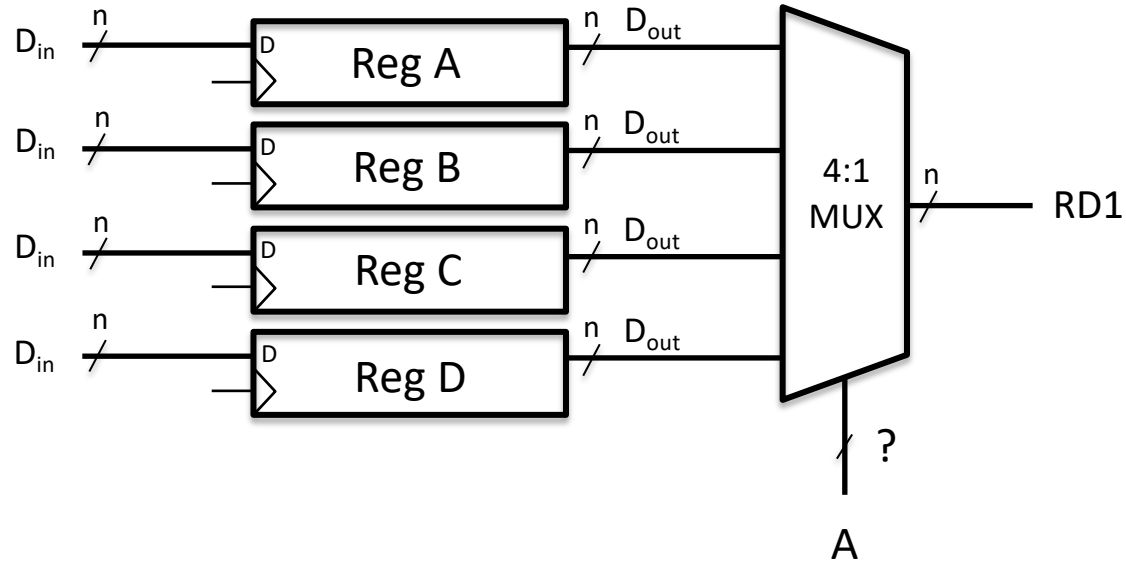 n n D_out
D_in D Reg A
n n D_out
D_in D Reg B
4:1
MUX
n
RD1
n n D_out
D_in D Reg C
n n D_out
D_in D Reg D
?
A